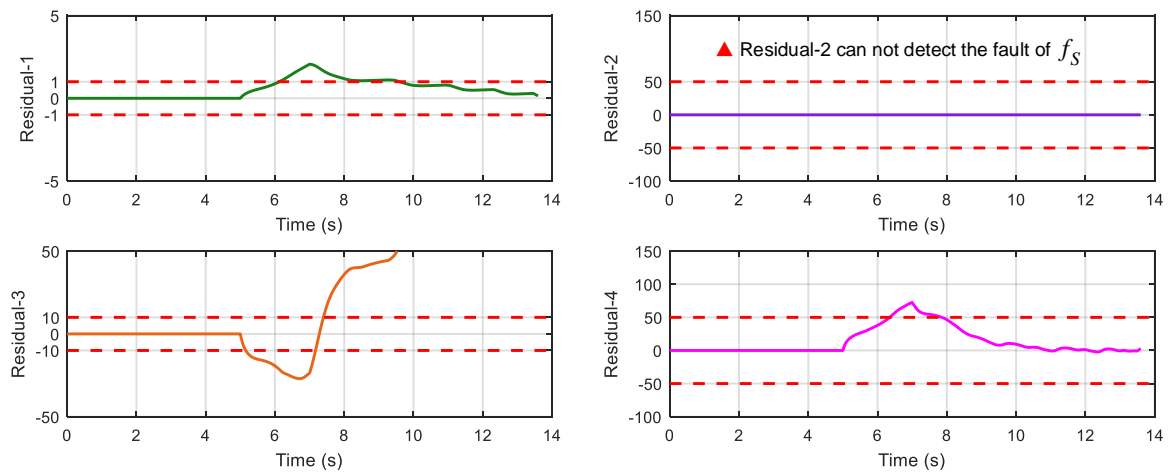 5
1
0
-1
-5
Residual-1
0 2 4 6 8 10 12 14
Time (s)
150
50
0
-50
-100
Residual-2
▲ Residual-2 can not detect the fault of f_S
0 2 4 6 8 10 12 14
Time (s)
50
10
0
-10
-50
Residual-3
0 2 4 6 8 10 12 14
Time (s)
150
100
50
0
-50
-100
Residual-4
0 2 4 6 8 10 12 14
Time (s)